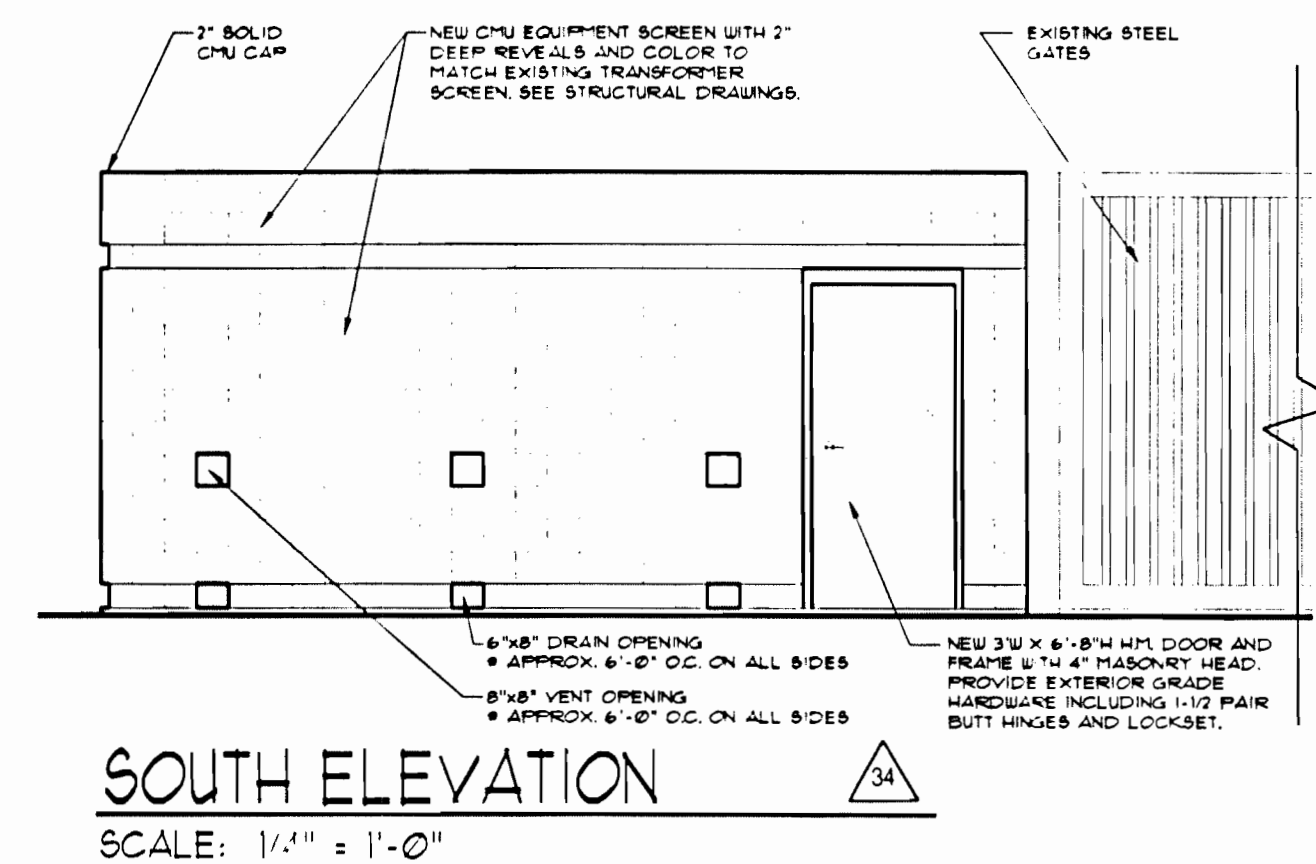 2" SOLID
CMU CAP
NEW CMU EQUIPMENT SCREEN WITH 2"
DEEP REVEALS AND COLOR TO
MATCH EXISTING TRANSFORMER
SCREEN. SEE STRUCTURAL DRAWINGS.
EXISTING STEEL
GATES
6"x8" DRAIN OPENING
@ APPROX. 6'-0" O.C. ON ALL SIDES
8"x8" VENT OPENING
@ APPROX. 6'-0" O.C. ON ALL SIDES
NEW 3'W X 6'-8"H H.M. DOOR AND
FRAME WITH 4" MASONRY HEAD.
PROVIDE EXTERIOR GRADE
HARDWARE INCLUDING 1-1/2 PAIR
BUTT HINGES AND LOCKSET.
SOUTH ELEVATION
34
SCALE: 1/4" = 1'-0"